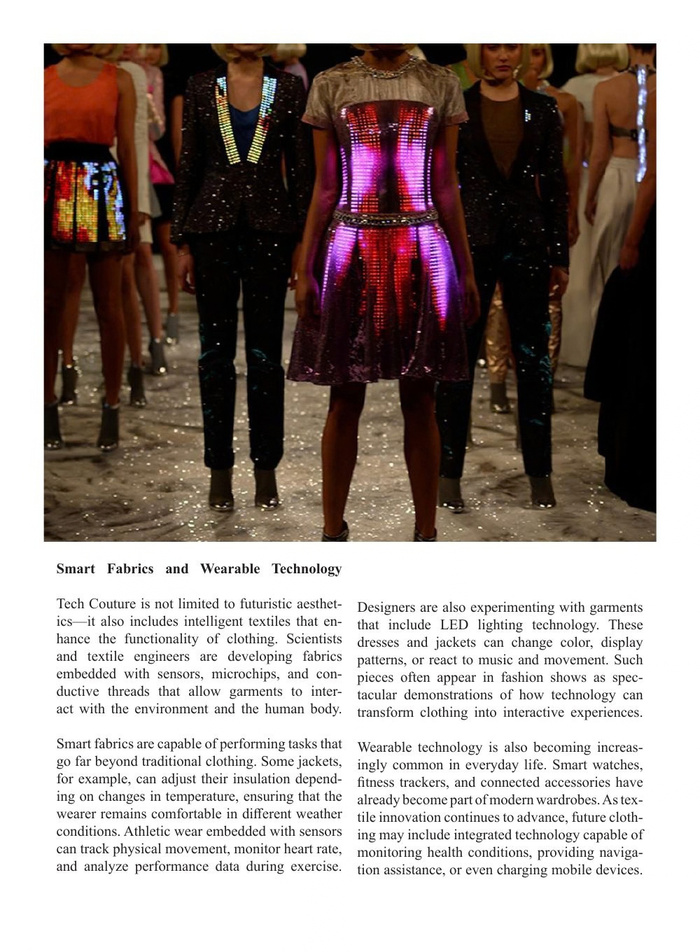 Smart Fabrics and Wearable Technology
Tech Couture is not limited to futuristic aesthet-
ics—it also includes intelligent textiles that en-
hance the functionality of clothing. Scientists
and textile engineers are developing fabrics
embedded with sensors, microchips, and con-
ductive threads that allow garments to inter-
act with the environment and the human body.
Smart fabrics are capable of performing tasks that
go far beyond traditional clothing. Some jackets,
for example, can adjust their insulation depend-
ing on changes in temperature, ensuring that the
wearer remains comfortable in different weather
conditions. Athletic wear embedded with sensors
can track physical movement, monitor heart rate,
and analyze performance data during exercise.
Designers are also experimenting with garments
that include LED lighting technology. These
dresses and jackets can change color, display
patterns, or react to music and movement. Such
pieces often appear in fashion shows as spec-
tacular demonstrations of how technology can
transform clothing into interactive experiences.
Wearable technology is also becoming increas-
ingly common in everyday life. Smart watches,
fitness trackers, and connected accessories have
already become part of modern wardrobes. As tex-
tile innovation continues to advance, future cloth-
ing may include integrated technology capable of
monitoring health conditions, providing naviga-
tion assistance, or even charging mobile devices.